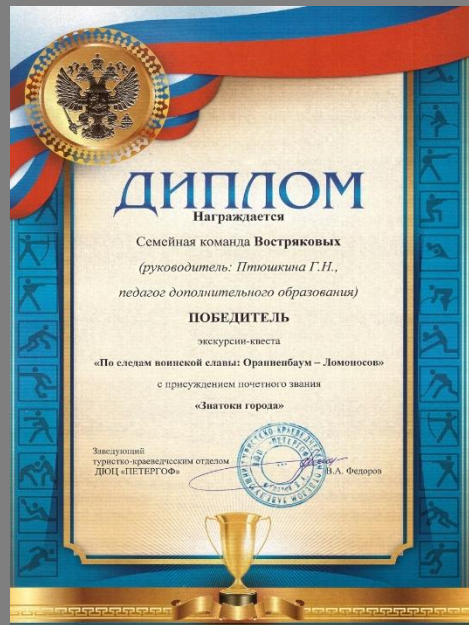 ДИПЛОМ
Награждается
Семейная команда Востряковых
(руководитель: Птюшкина Г.Н.,
педагог дополнительного образования)
ПОБЕДИТЕЛЬ
экскурсии-квеста
«По следам воинской славы: Ораниенбаум – Ломоносов»
с присуждением почетного звания
«Знатоки города»
Заведующий
туристко-краеведческим отделом
ДЮЦ «ПЕТЕРГОФ»
В.А. Федоров